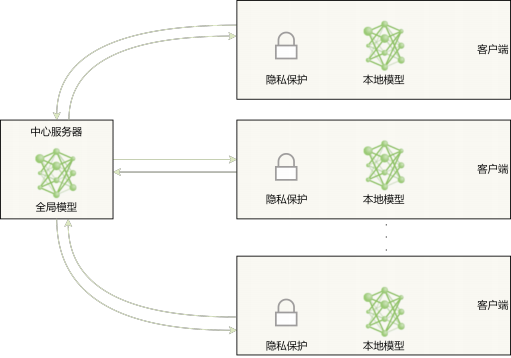 客户端
隐私保护 本地模型
中心服务器
全局模型
客户端
隐私保护 本地模型
客户端
隐私保护 本地模型